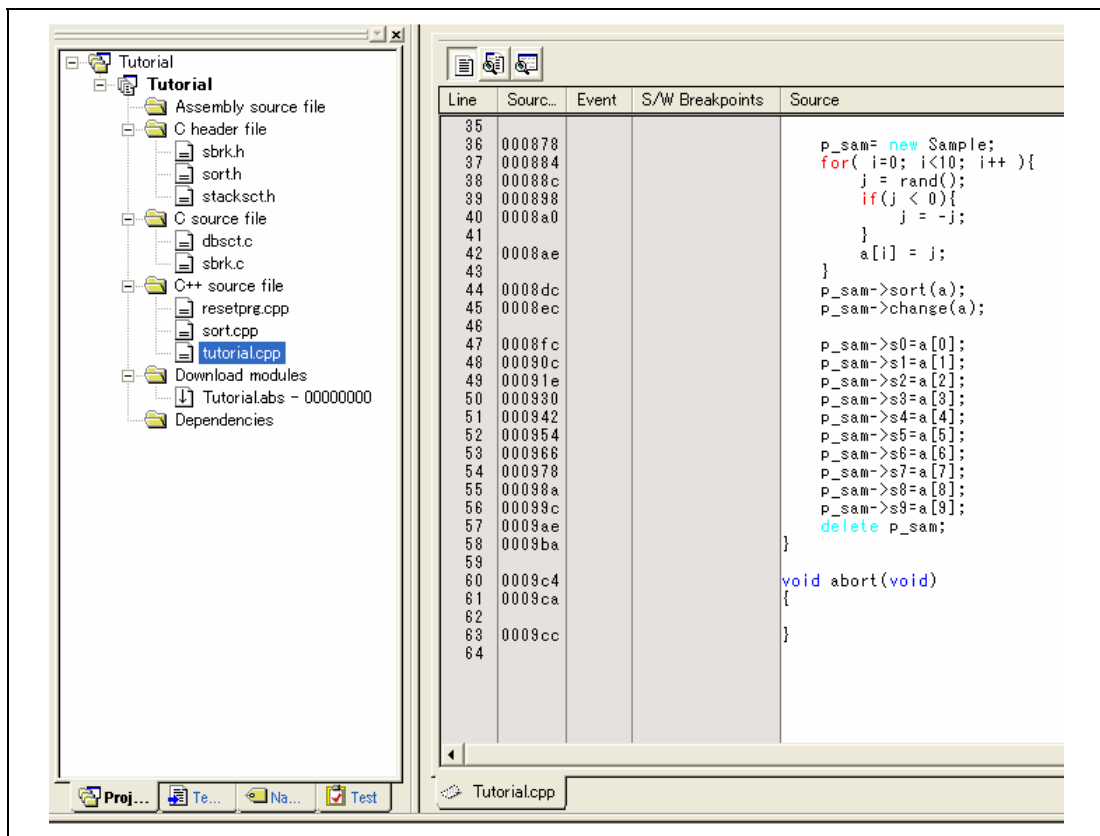 Tutorial
Tutorial
Assembly source file
C header file
sbrk.h
sort.h
stacksct.h
C source file
dbsct.c
sbrk.c
C++ source file
resetprg.cpp
sort.cpp
tutorial.cpp
Download modules
Tutorial.abs - 00000000
Dependencies
Proj... Te... Na... Test
Line Sourc... Event S/W Breakpoints Source
35
36 000878 p_sam= new Sample;
37 000884 for( i=0; i<10; i++ ){
38 00088c j = rand();
39 000898 if(j < 0){
40 0008a0 j = -j;
41 }
42 0008ae a[i] = j;
43 }
44 0008dc p_sam->sort(a);
45 0008ec p_sam->change(a);
46
47 0008fc p_sam->s0=a[0];
48 00090c p_sam->s1=a[1];
49 00091e p_sam->s2=a[2];
50 000930 p_sam->s3=a[3];
51 000942 p_sam->s4=a[4];
52 000954 p_sam->s5=a[5];
53 000966 p_sam->s6=a[6];
54 000978 p_sam->s7=a[7];
55 00098a p_sam->s8=a[8];
56 00099c p_sam->s9=a[9];
57 0009ae delete p_sam;
58 0009ba }
59
60 0009c4 void abort(void)
61 0009ca {
62
63 0009cc }
64
Tutorial.cpp